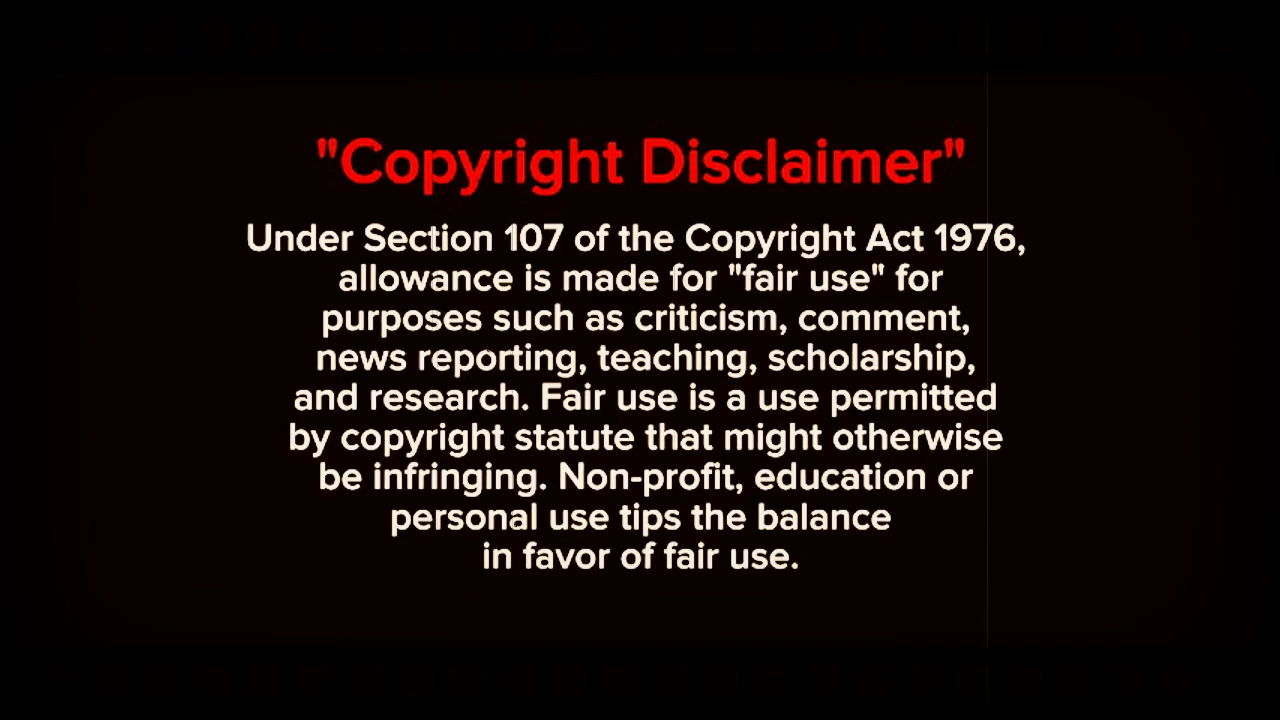 "Copyright Disclaimer"
Under Section 107 of the Copyright Act 1976,
allowance is made for "fair use" for
purposes such as criticism, comment,
news reporting, teaching, scholarship,
and research. Fair use is a use permitted
by copyright statute that might otherwise
be infringing. Non-profit, education or
personal use tips the balance
in favor of fair use.